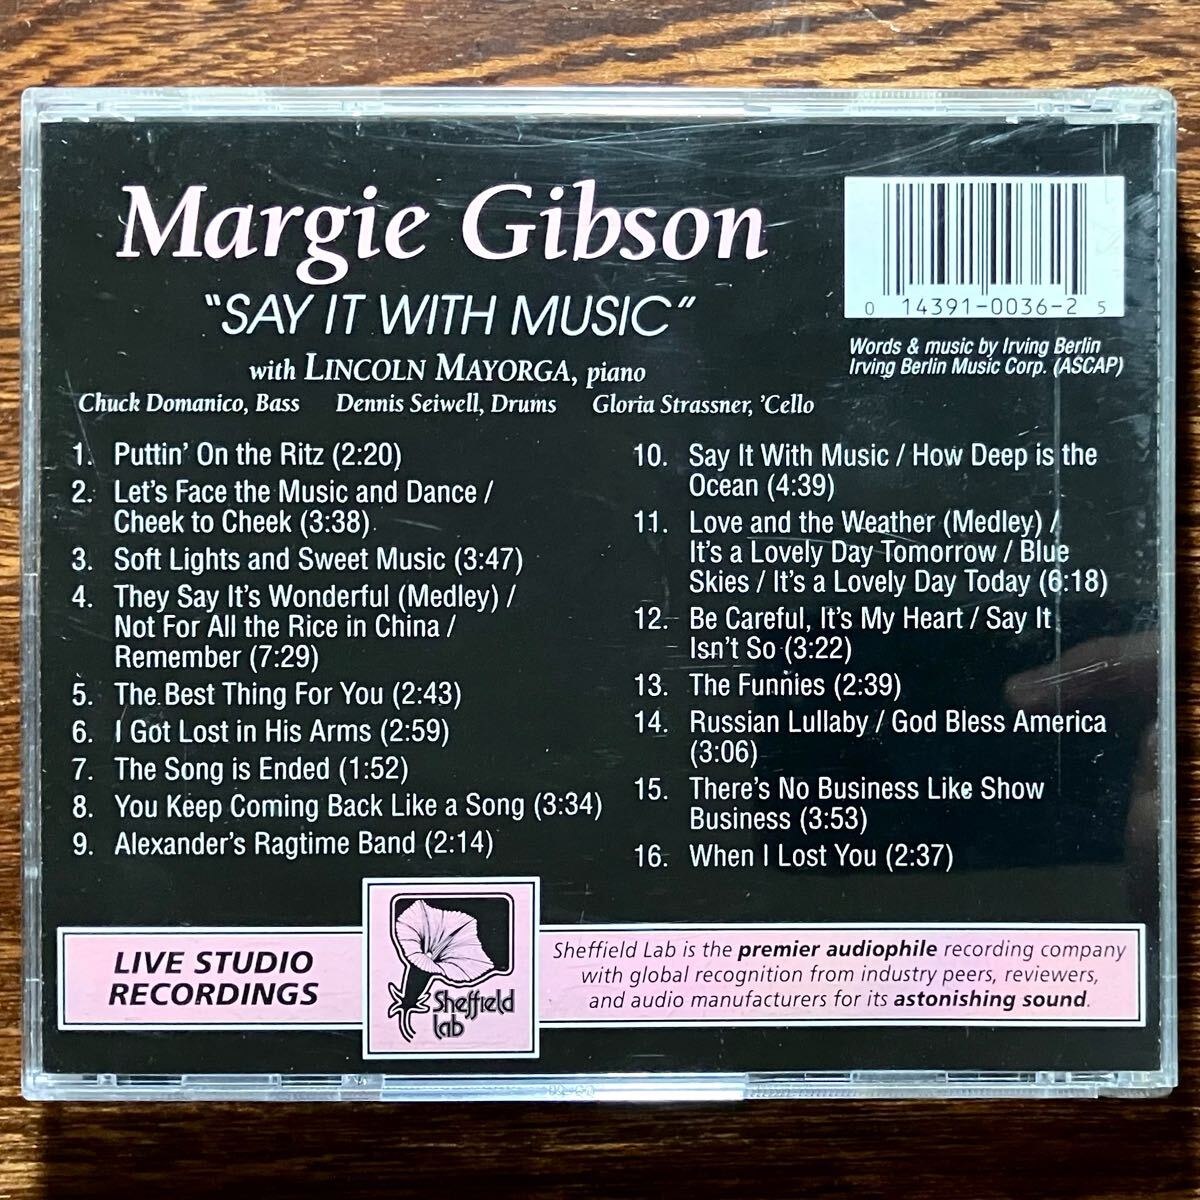 Margie Gibson
"SAY IT WITH MUSIC"
with LINCOLN MAYORGA, piano
Chuck Domanico, Bass Dennis Seiwell, Drums Gloria Strassner, 'Cello
0 14391-0036-2 5
Words & music by Irving Berlin
Irving Berlin Music Corp. (ASCAP)
1. Puttin' On the Ritz (2:20)
2. Let's Face the Music and Dance /
Cheek to Cheek (3:38)
3. Soft Lights and Sweet Music (3:47)
4. They Say It's Wonderful (Medley) /
Not For All the Rice in China /
Remember (7:29)
5. The Best Thing For You (2:43)
6. I Got Lost in His Arms (2:59)
7. The Song is Ended (1:52)
8. You Keep Coming Back Like a Song (3:34)
9. Alexander's Ragtime Band (2:14)
10. Say It With Music / How Deep is the
Ocean (4:39)
11. Love and the Weather (Medley) /
It's a Lovely Day Tomorrow / Blue
Skies / It's a Lovely Day Today (6:18)
12. Be Careful, It's My Heart / Say It
Isn't So (3:22)
13. The Funnies (2:39)
14. Russian Lullaby / God Bless America
(3:06)
15. There's No Business Like Show
Business (3:53)
16. When I Lost You (2:37)
LIVE STUDIO
RECORDINGS
Sheffield
lab
Sheffield Lab is the premier audiophile recording company
with global recognition from industry peers, reviewers,
and audio manufacturers for its astonishing sound.